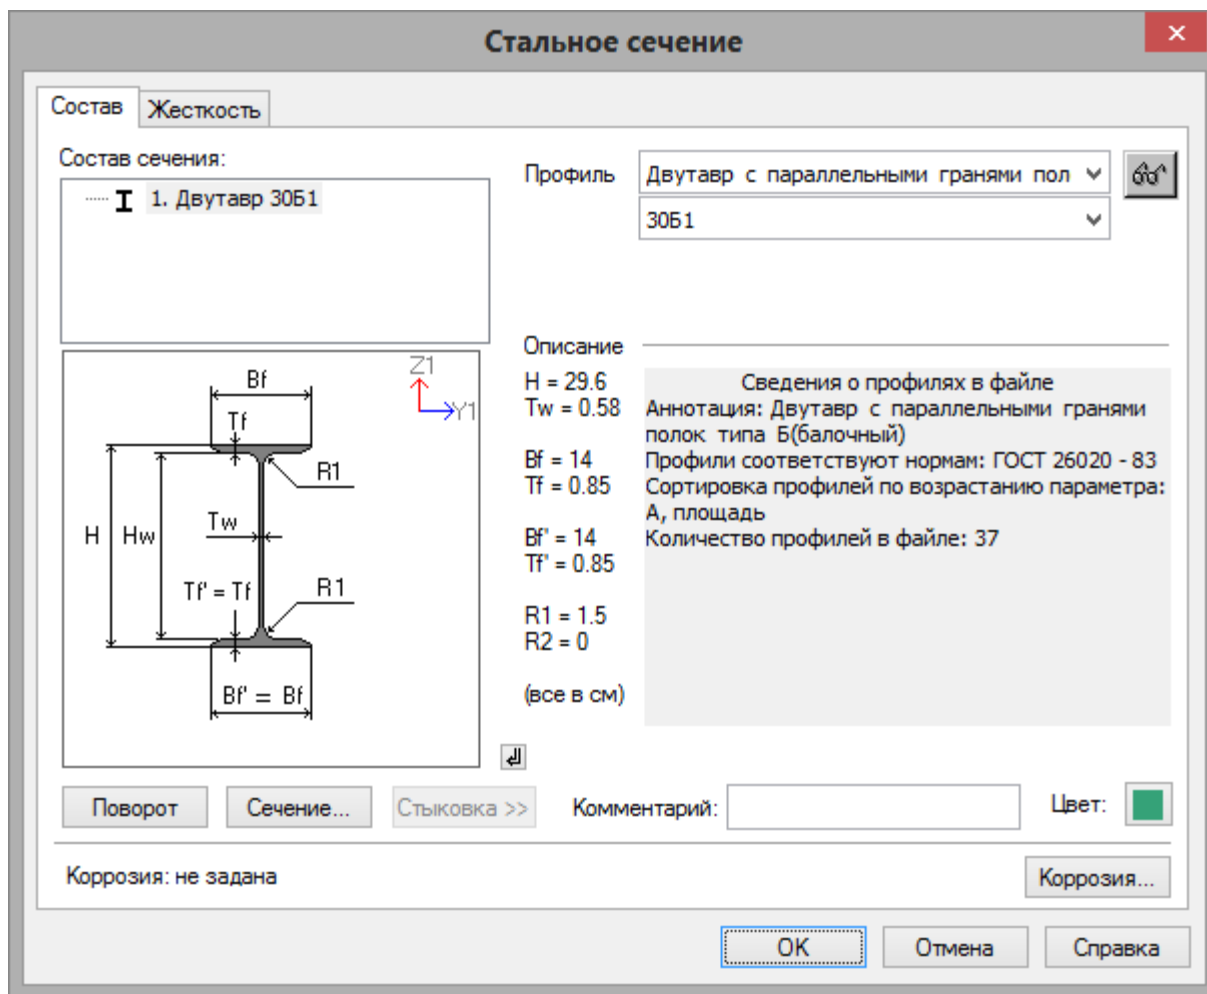 Стальное сечение
Состав
Жесткость
Состав сечения:
1. Двутавр 30Б1
Профиль
Двутавр с параллельными гранями пол
30Б1
Описание
H = 29.6
Tw = 0.58
Bf = 14
Tf = 0.85
Bf' = 14
Tf' = 0.85
R1 = 1.5
R2 = 0
(все в см)
Сведения о профилях в файле
Аннотация: Двутавр с параллельными гранями
полок типа Б(балочный)
Профили соответствуют нормам: ГОСТ 26020 - 83
Сортировка профилей по возрастанию параметра:
A, площадь
Количество профилей в файле: 37
Z1
Y1
Bf
Tf
R1
H
Hw
Tw
Tf' = Tf
R1
Bf' = Bf
Поворот
Сечение...
Стыковка >>
Комментарий:
Цвет:
Коррозия: не задана
Коррозия...
OK
Отмена
Справка